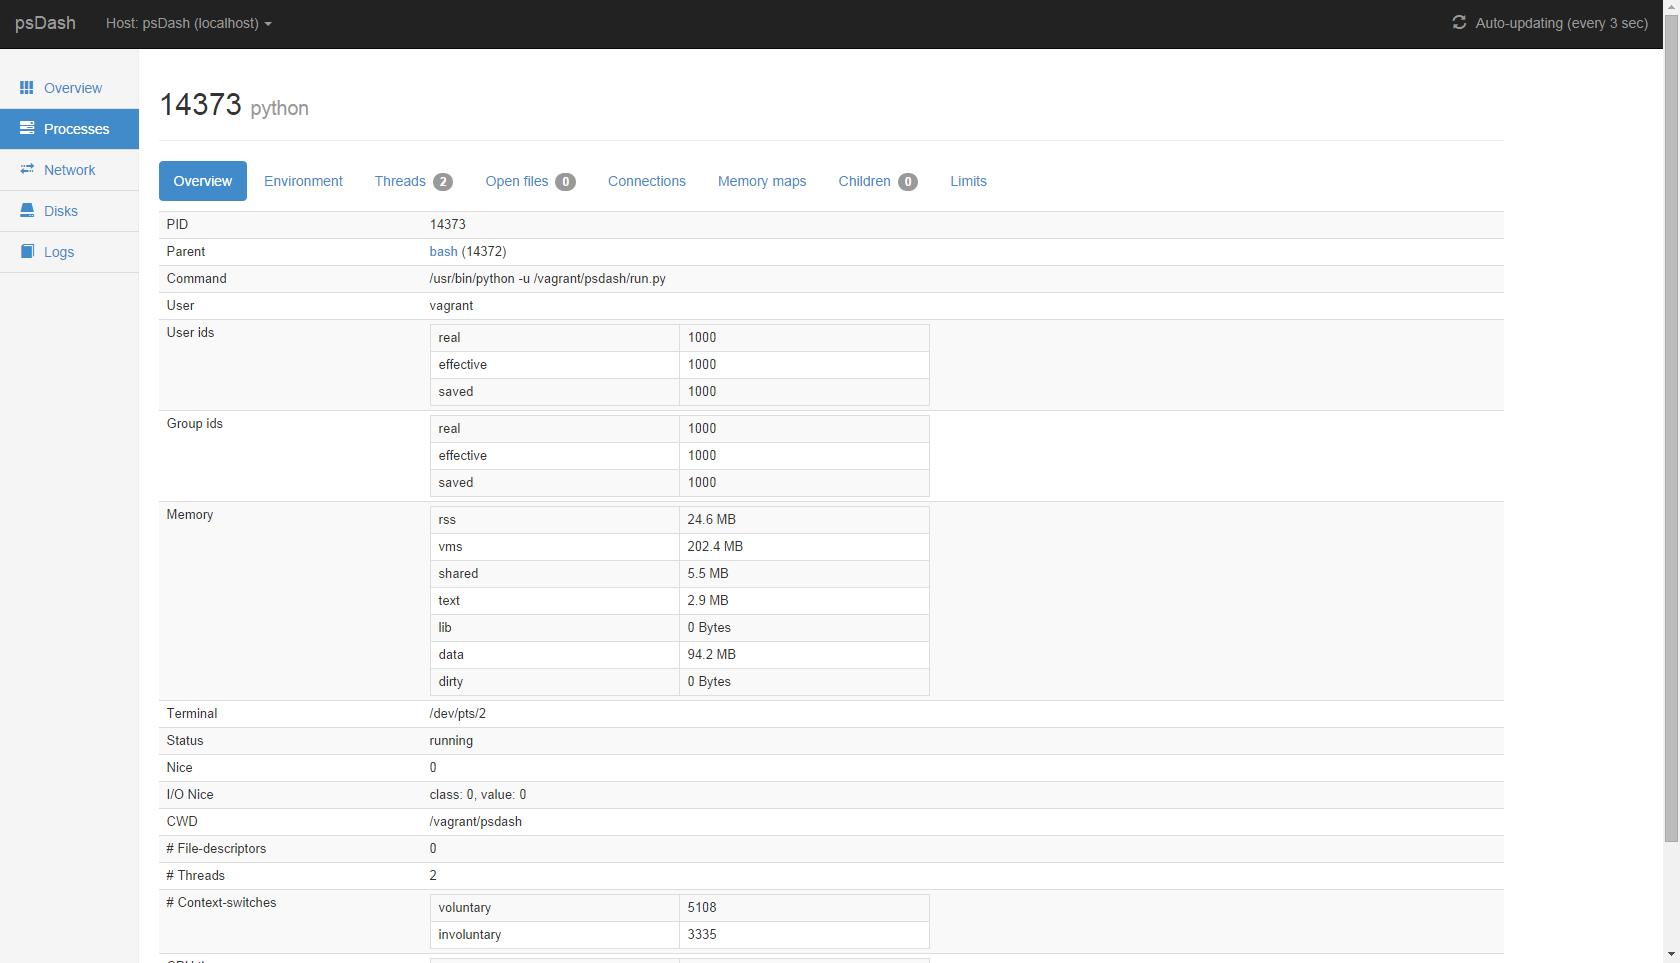 psDash Host: psDash (localhost) Auto-updating (every 3 sec)
Overview
Processes
Network
Disks
Logs
14373 python
Overview Environment Threads 2 Open files 0 Connections Memory maps Children 0 Limits
PID 14373
Parent bash (14372)
Command /usr/bin/python -u /vagrant/psdash/run.py
User vagrant
User ids real 1000
effective 1000
saved 1000
Group ids real 1000
effective 1000
saved 1000
Memory rss 24.6 MB
vms 202.4 MB
shared 5.5 MB
text 2.9 MB
lib 0 Bytes
data 94.2 MB
dirty 0 Bytes
Terminal /dev/pts/2
Status running
Nice 0
I/O Nice class: 0, value: 0
CWD /vagrant/psdash
# File-descriptors 0
# Threads 2
# Context-switches voluntary 5108
involuntary 3335